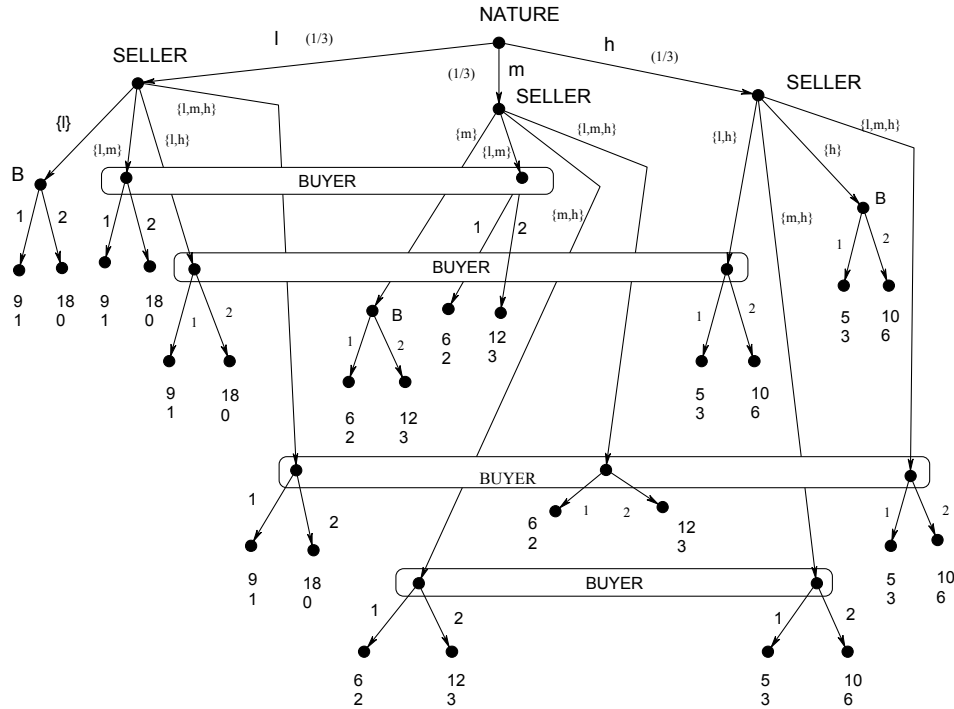 NATURE
l (1/3) (1/3) m h (1/3)
SELLER SELLER SELLER
{l} {l,m} {l,h} {l,m,h}
{m} {l,m} {l,m,h} {m,h}
{l,h} {h} {l,m,h} {m,h}
B BUYER B
1 2 1 2 1 2 1 2
BUYER
9 18 9 18 5 10
1 0 1 0 3 6
1 2 B 1 2
6 12
2 3
1 2
9 18 5 10
1 0 3 6
6 12
2 3
BUYER
1 2 1 2 1 2
6 12
2 3
9 18 5 10
1 0 3 6
BUYER
1 2 1 2
6 12 5 10
2 3 3 6